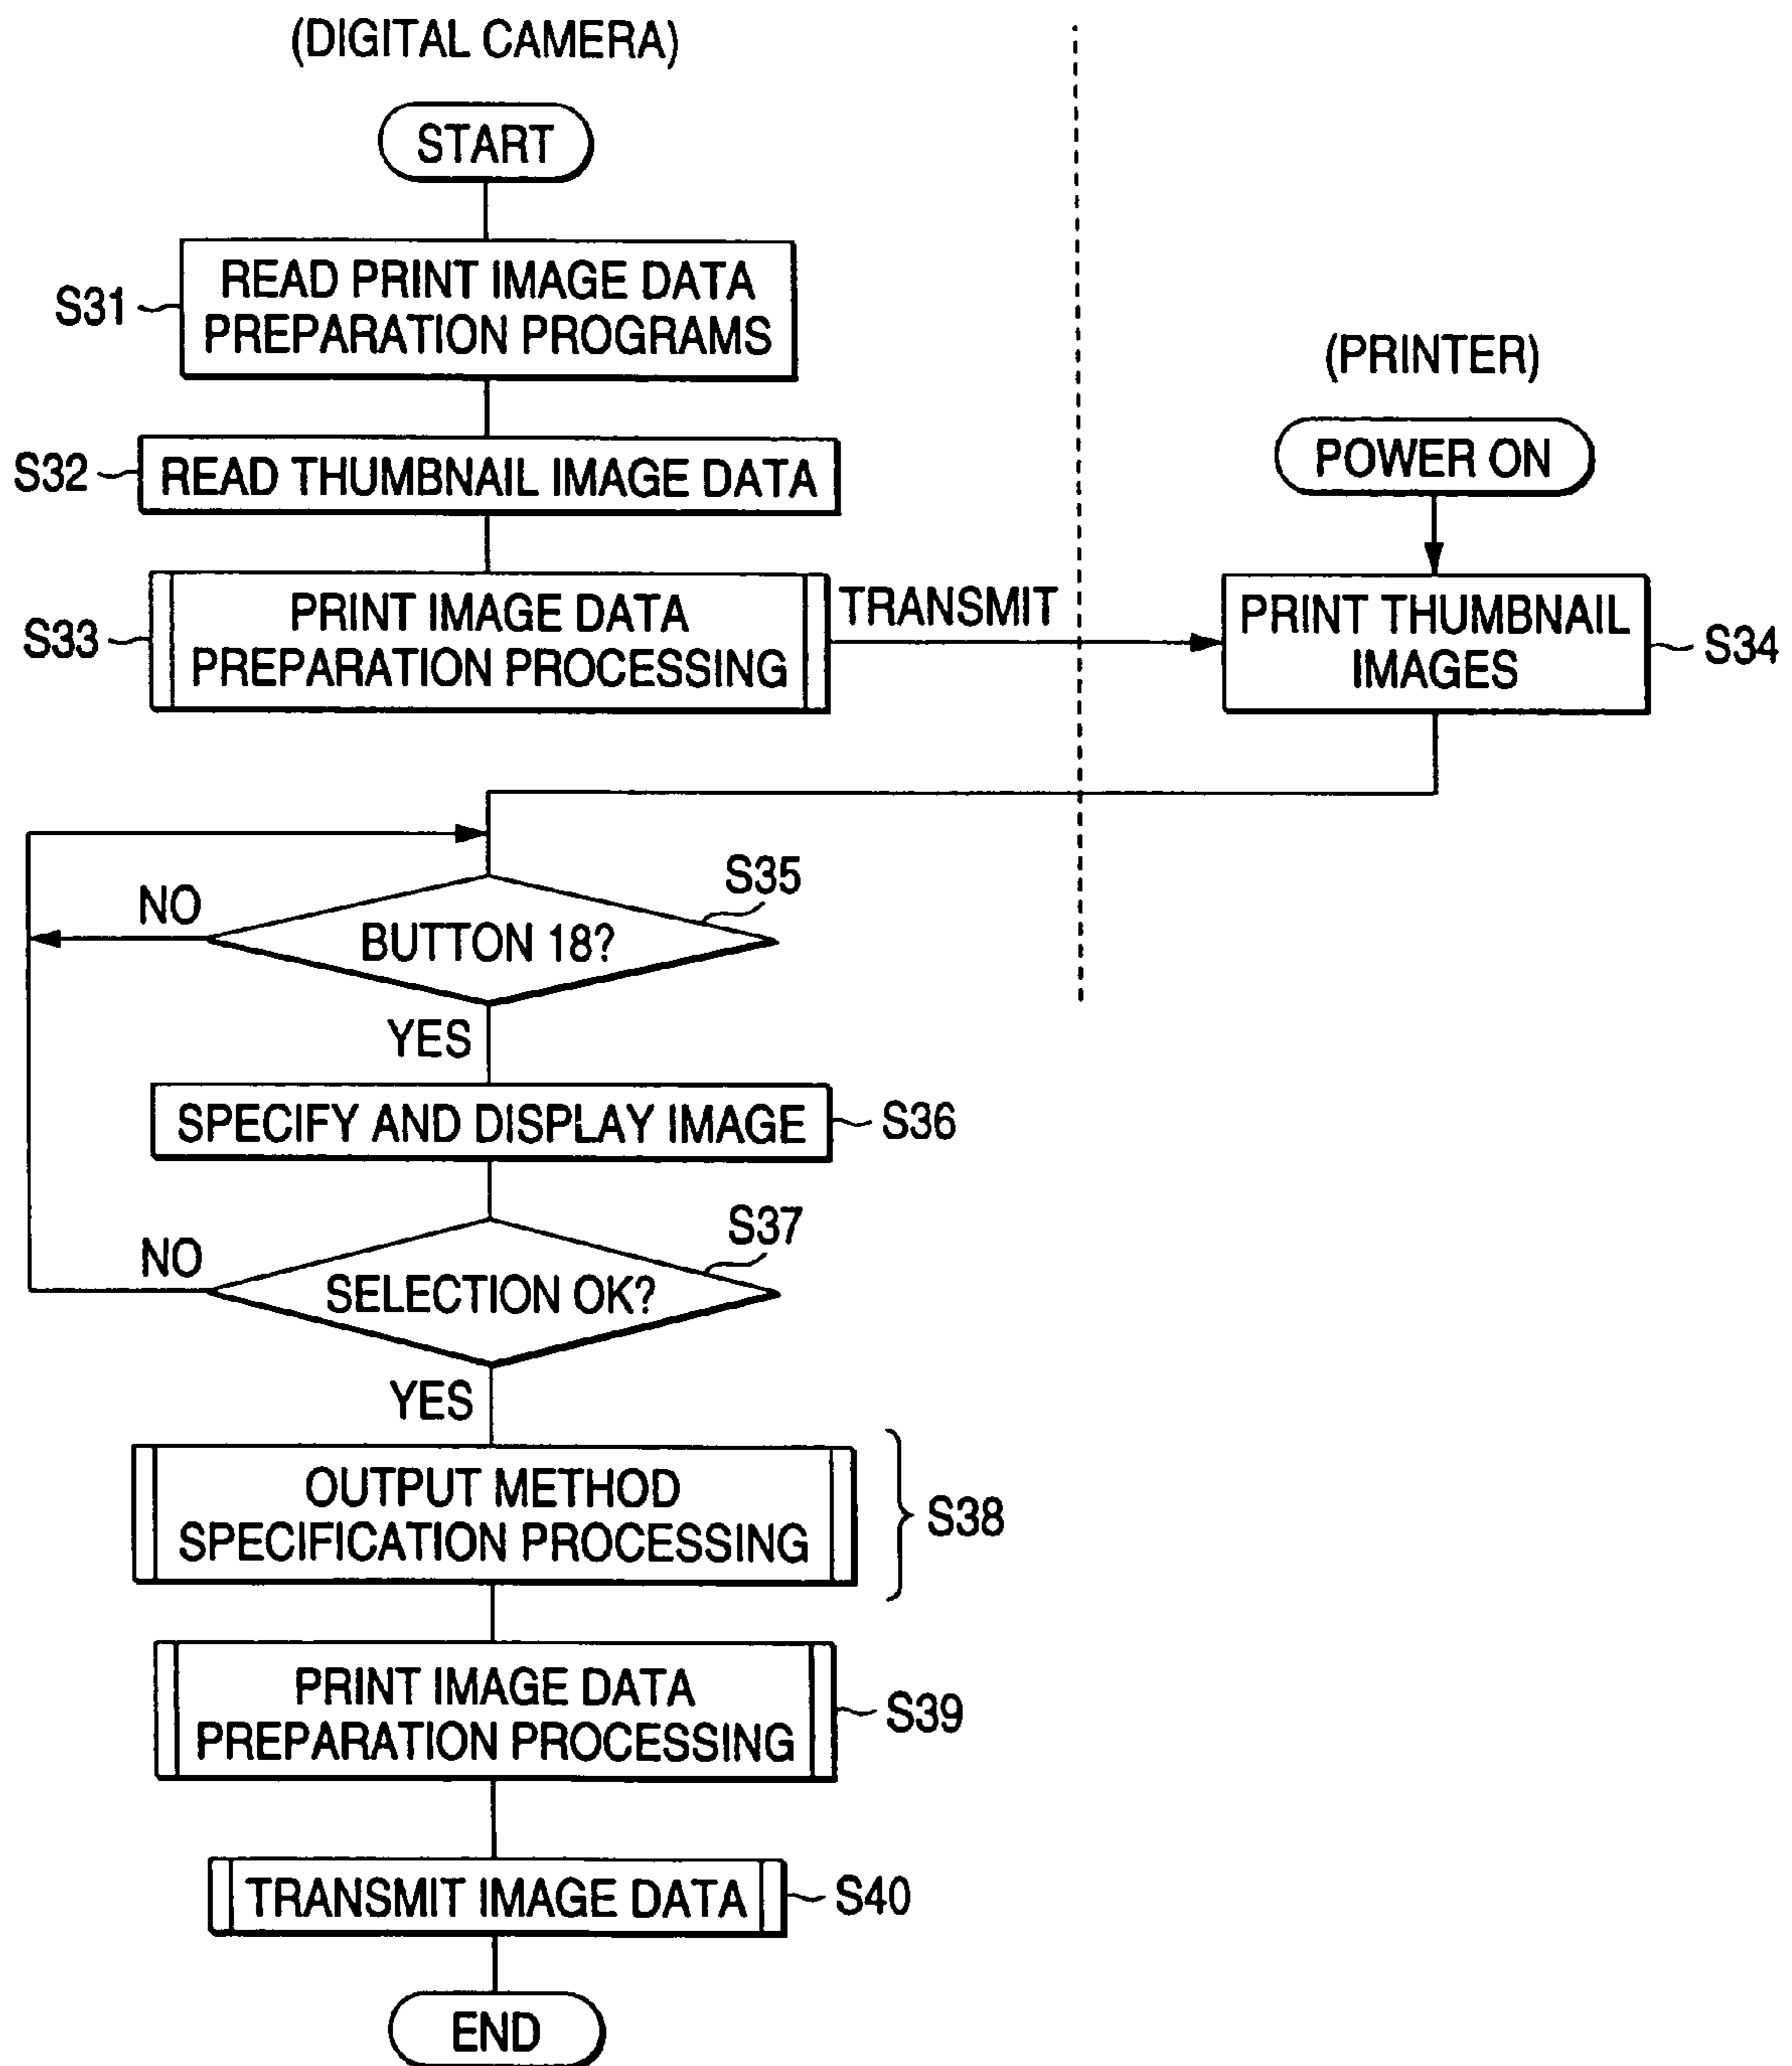 (DIGITAL CAMERA)
START
S31
READ PRINT IMAGE DATA
PREPARATION PROGRAMS
S32
READ THUMBNAIL IMAGE DATA
S33
PRINT IMAGE DATA
PREPARATION PROCESSING
TRANSMIT
(PRINTER)
POWER ON
PRINT THUMBNAIL
IMAGES
S34
S35
NO
BUTTON 18?
YES
SPECIFY AND DISPLAY IMAGE
S36
S37
NO
SELECTION OK?
YES
OUTPUT METHOD
SPECIFICATION PROCESSING
S38
PRINT IMAGE DATA
PREPARATION PROCESSING
S39
TRANSMIT IMAGE DATA
S40
END